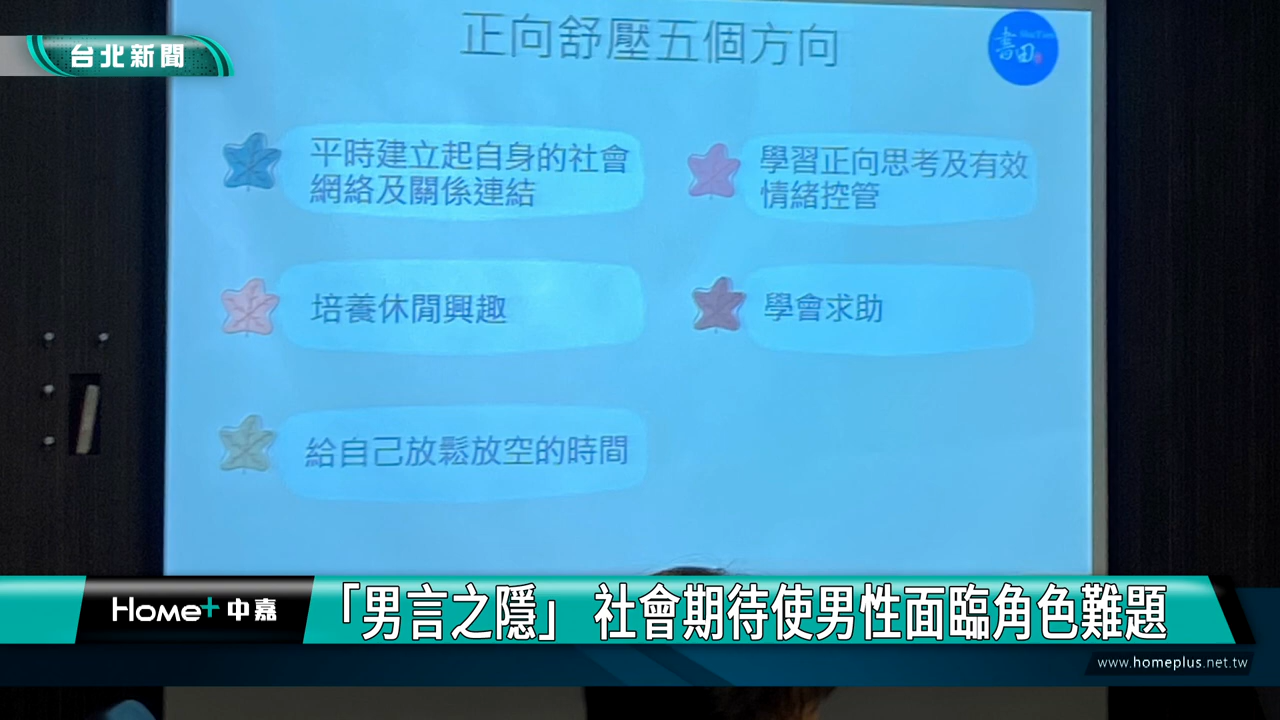 台北新聞
正向舒壓五個方向
書田
ShuTien
平時建立起自身的社會
網絡及關係連結
學習正向思考及有效
情緒控管
培養休閒興趣
學會求助
給自己放鬆放空的時間
Home+中嘉
「男言之隱」 社會期待使男性面臨角色難題
www.homeplus.net.tw